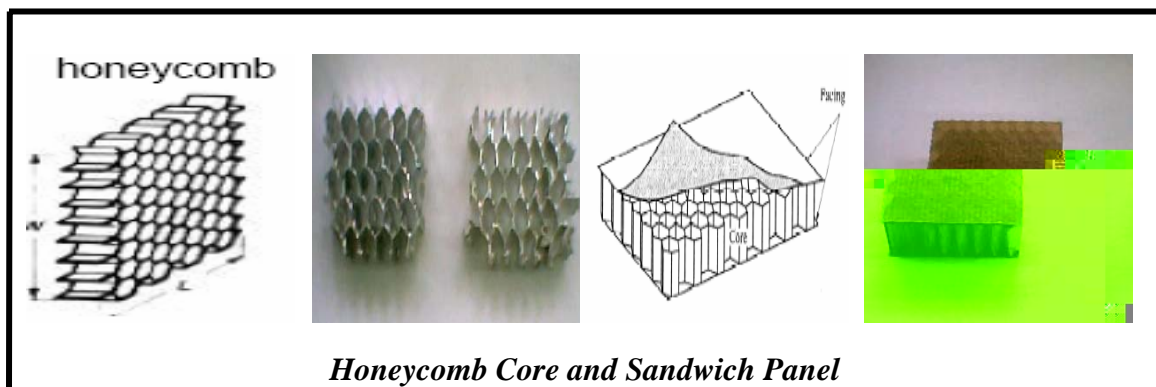 honeycomb
W
L
Facing
Core
Honeycomb Core and Sandwich Panel